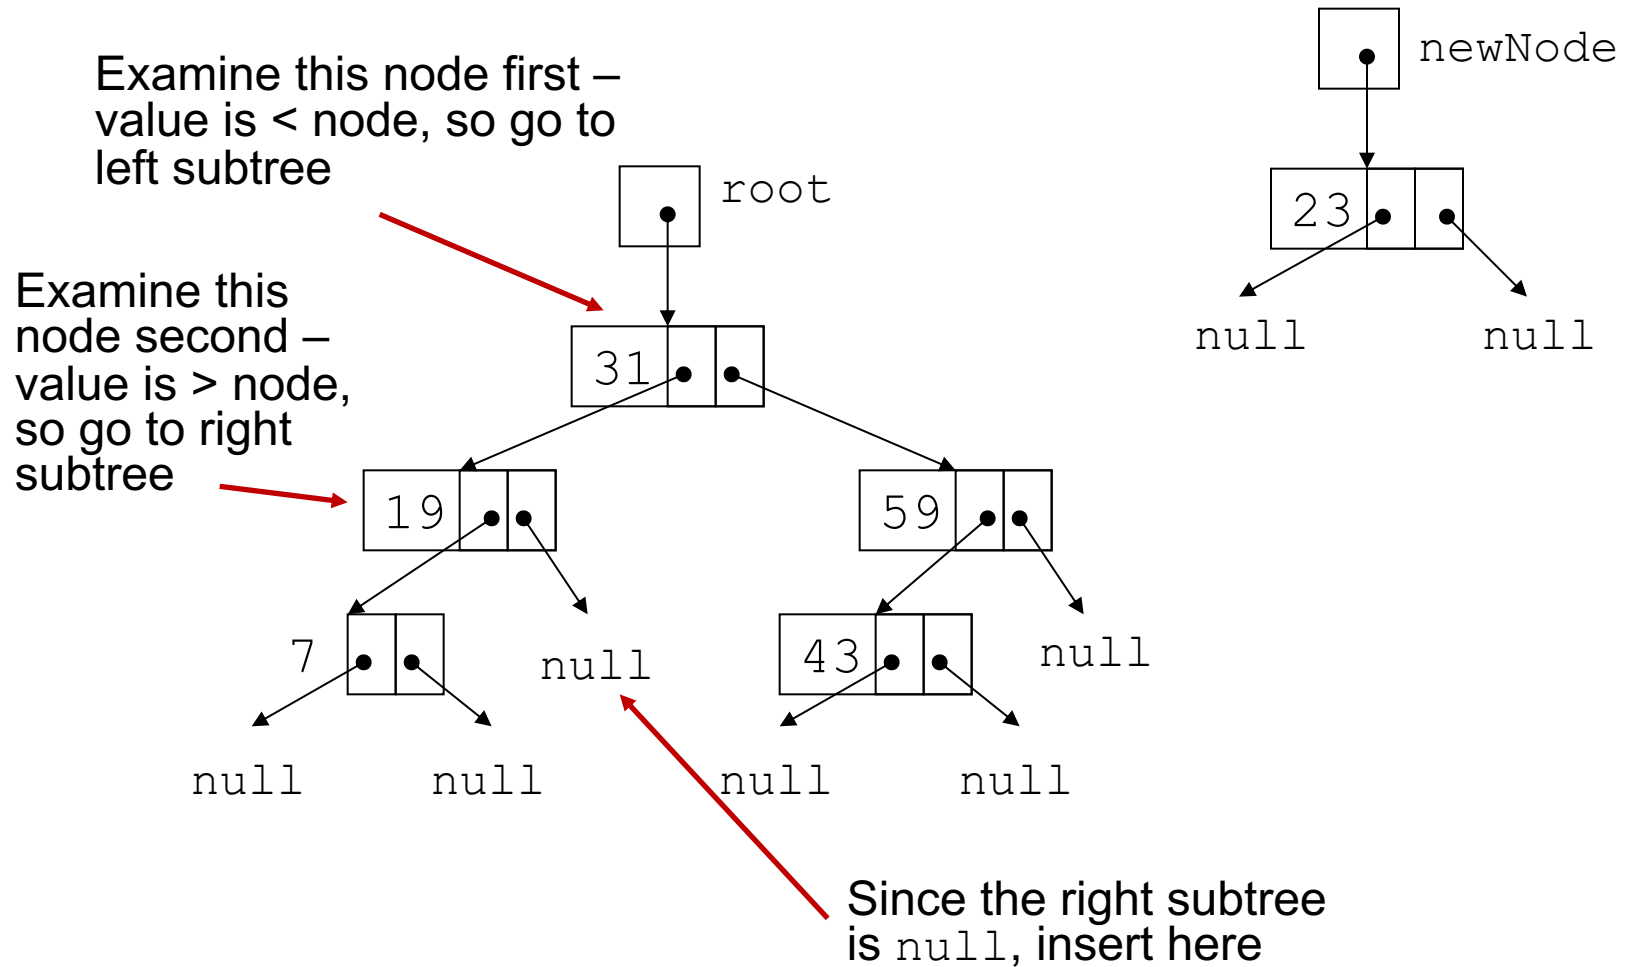 Examine this node first –
value is < node, so go to
left subtree
newNode
root
23
Examine this
node second –
value is > node,
so go to right
subtree
null
null
31
19
59
7
null
43
null
null
null
null
null
Since the right subtree
is null, insert here